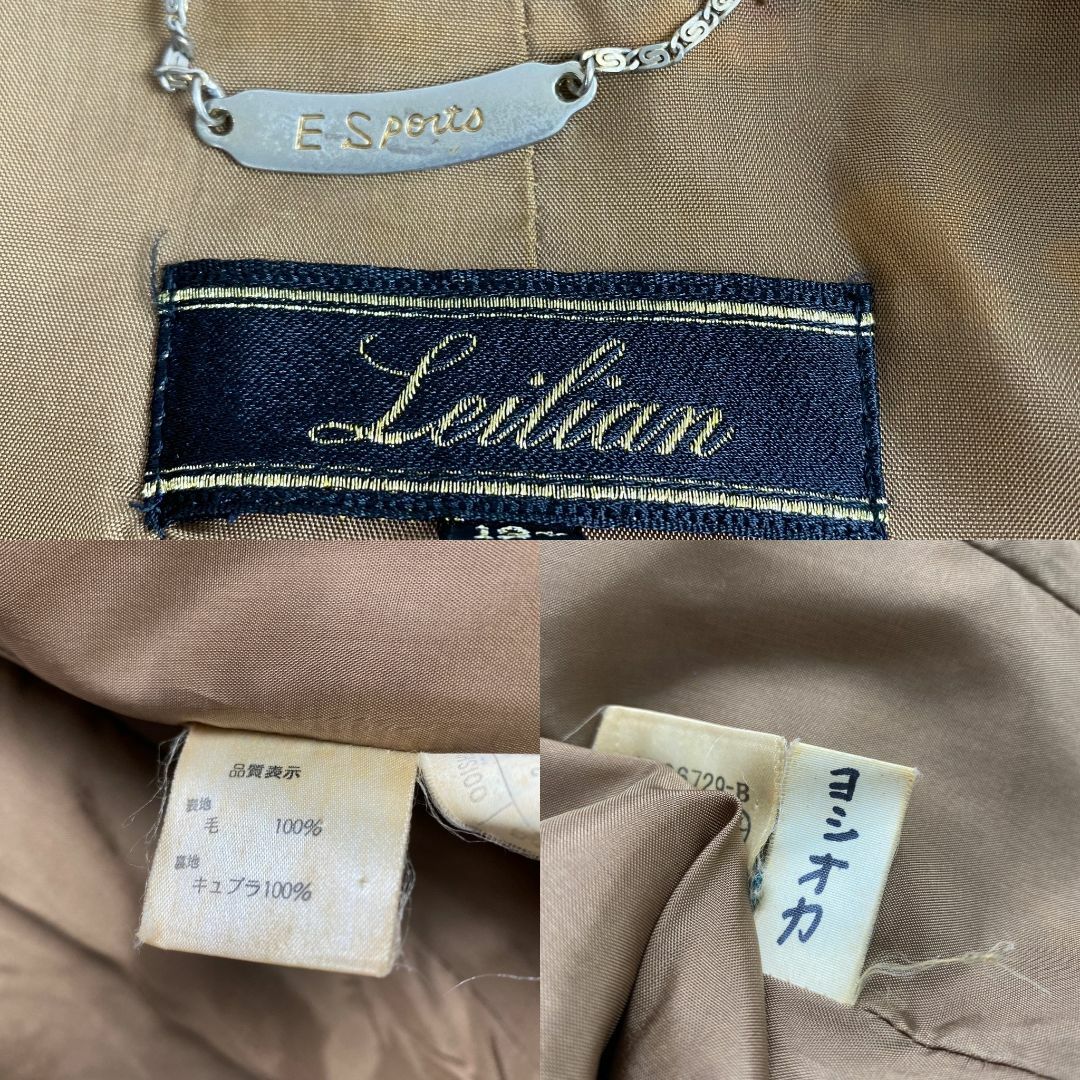 E Sports
Leilian
品質表示
表地
毛 100%
裏地
キュプラ100%
6729-B
ヨシオカ